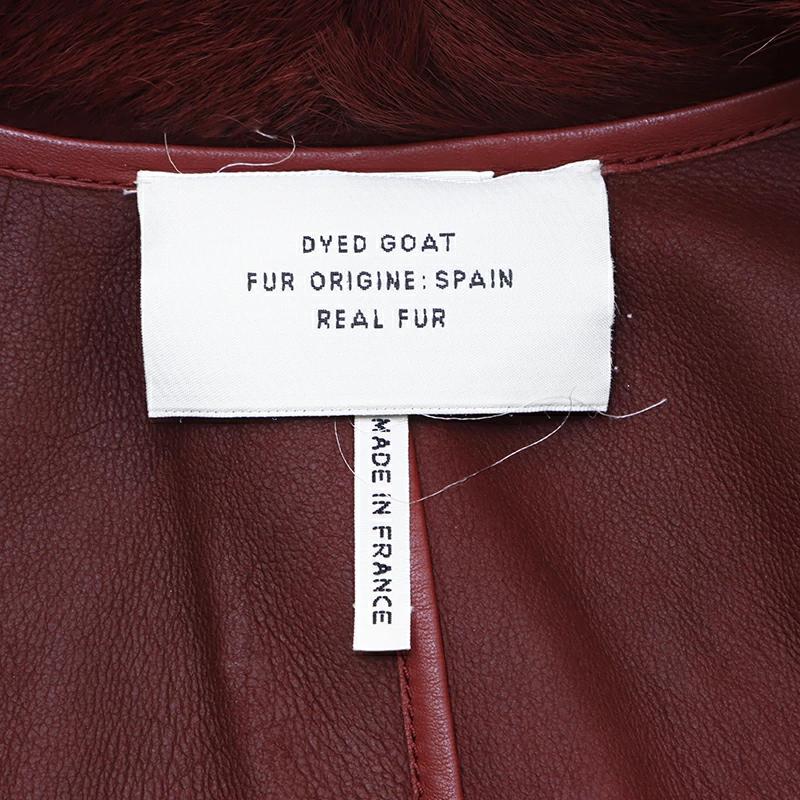 DYED GOAT
FUR ORIGINE: SPAIN
REAL FUR
MADE IN FRANCE